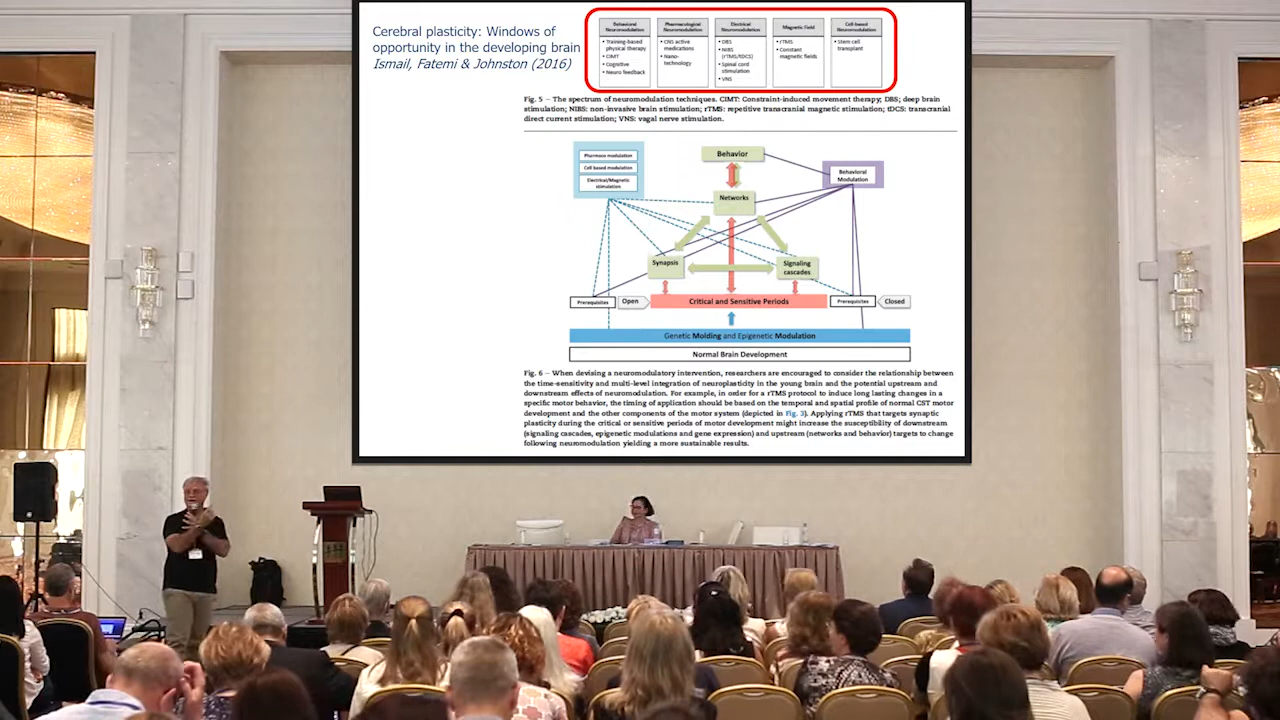 Cerebral plasticity: Windows of
opportunity in the developing brain
Ismail, Fatemi & Johnston (2016)
Behavioral
Neuromodulation
• Training-based
physical therapy
• CIMT
• Cognitive
• Neuro feedback
Pharmacological
Neuromodulation
• CNS active
medications
• Nano-
technology
Electrical
Neuromodulation
• DBS
• NIBS
(rTMS/tDCS)
• Spinal cord
stimulation
• VNS
Magnetic Field
• rTMS
• Constant
magnetic fields
Cell-based
Neuromodulation
• Stem cell
transplant
Fig. 5 – The spectrum of neuromodulation techniques. CIMT: Constraint-induced movement therapy; DBS; deep brain
stimulation; NIBS: non-invasive brain stimulation; rTMS: repetitive transcranial magnetic stimulation; tDCS: transcranial
direct current stimulation; VNS: vagal nerve stimulation.
Pharmaco modulation
Cell based modulation
Electrical/Magnetic
stimulation
Behavior
Behavioral
Modulation
Networks
Synapsis
Signaling
cascades
Prerequisites
Open
Critical and Sensitive Periods
Prerequisites
Closed
Genetic Molding and Epigenetic Modulation
Normal Brain Development
Fig. 6 – When devising a neuromodulatory intervention, researchers are encouraged to consider the relationship between
the time-sensitivity and multi-level integration of neuroplasticity in the young brain and the potential upstream and
downstream effects of neuromodulation. For example, in order for a rTMS protocol to induce long lasting changes in a
specific motor behavior, the timing of application should be based on the temporal and spatial profile of normal CST motor
development and the other components of the motor system (depicted in Fig. 3). Applying rTMS that targets synaptic
plasticity during the critical or sensitive periods of motor development might increase the susceptibility of downstream
(signaling cascades, epigenetic modulations and gene expression) and upstream (networks and behavior) targets to change
following neuromodulation yielding a more sustainable results.